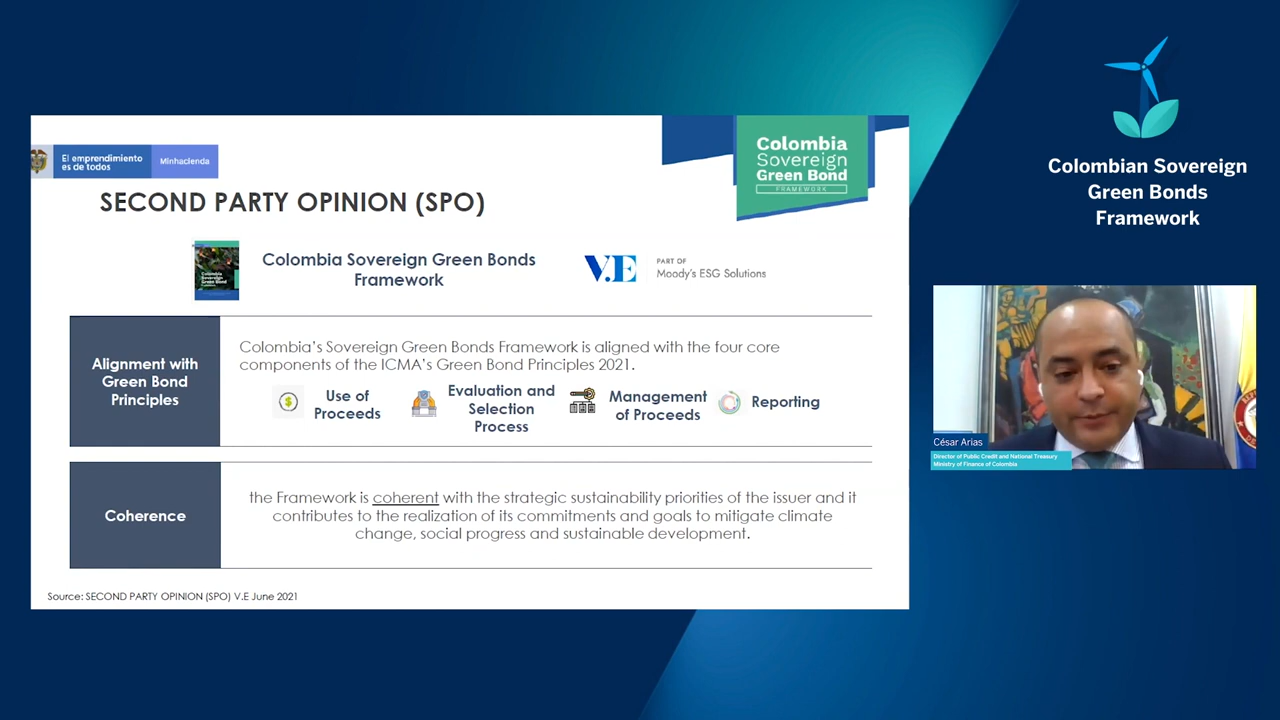 El emprendimiento
es de todos
Minhacienda
Colombia
Sovereign
Green Bond
FRAMEWORK
SECOND PARTY OPINION (SPO)
Colombia
Sovereign
Green Bond
Colombia Sovereign Green Bonds
Framework
V.E
PART OF
Moody's ESG Solutions
Alignment with
Green Bond
Principles
Colombia's Sovereign Green Bonds Framework is aligned with the four core
components of the ICMA's Green Bond Principles 2021.
Use of
Proceeds
Evaluation and
Selection
Process
Management
of Proceeds
Reporting
Coherence
the Framework is coherent with the strategic sustainability priorities of the issuer and it
contributes to the realization of its commitments and goals to mitigate climate
change, social progress and sustainable development.
Source: SECOND PARTY OPINION (SPO) V.E June 2021
Colombian Sovereign
Green Bonds
Framework
César Arias
Director of Public Credit and National Treasury
Ministry of Finance of Colombia